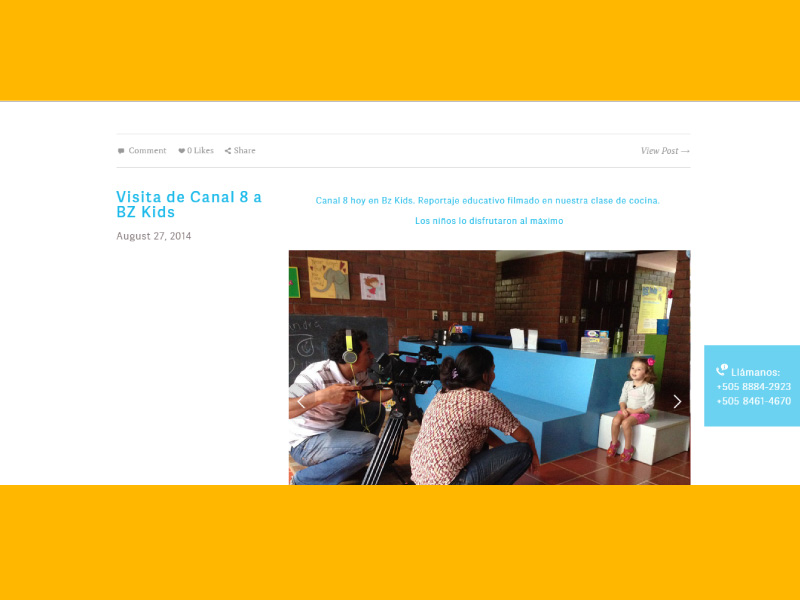 Comment 0 Likes Share View Post →
Visita de Canal 8 a
BZ Kids
August 27, 2014
Canal 8 hoy en Bz Kids. Reportaje educativo filmado en nuestra clase de cocina.
Los niños lo disfrutaron al máximo
Llámanos:
+505 8884-2923
+505 8461-4670